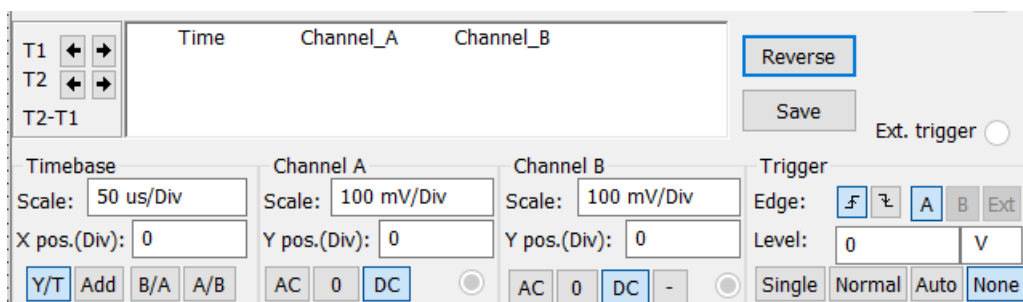 Time Channel_A Channel_B
T1
T2
T2-T1
Reverse
Save
Ext. trigger
Timebase Channel A Channel B Trigger
Scale: 50 us/Div Scale: 100 mV/Div Scale: 100 mV/Div Edge: A B Ext
X pos.(Div): 0 Y pos.(Div): 0 Y pos.(Div): 0 Level: 0 V
Y/T Add B/A A/B AC 0 DC AC 0 DC - Single Normal Auto None